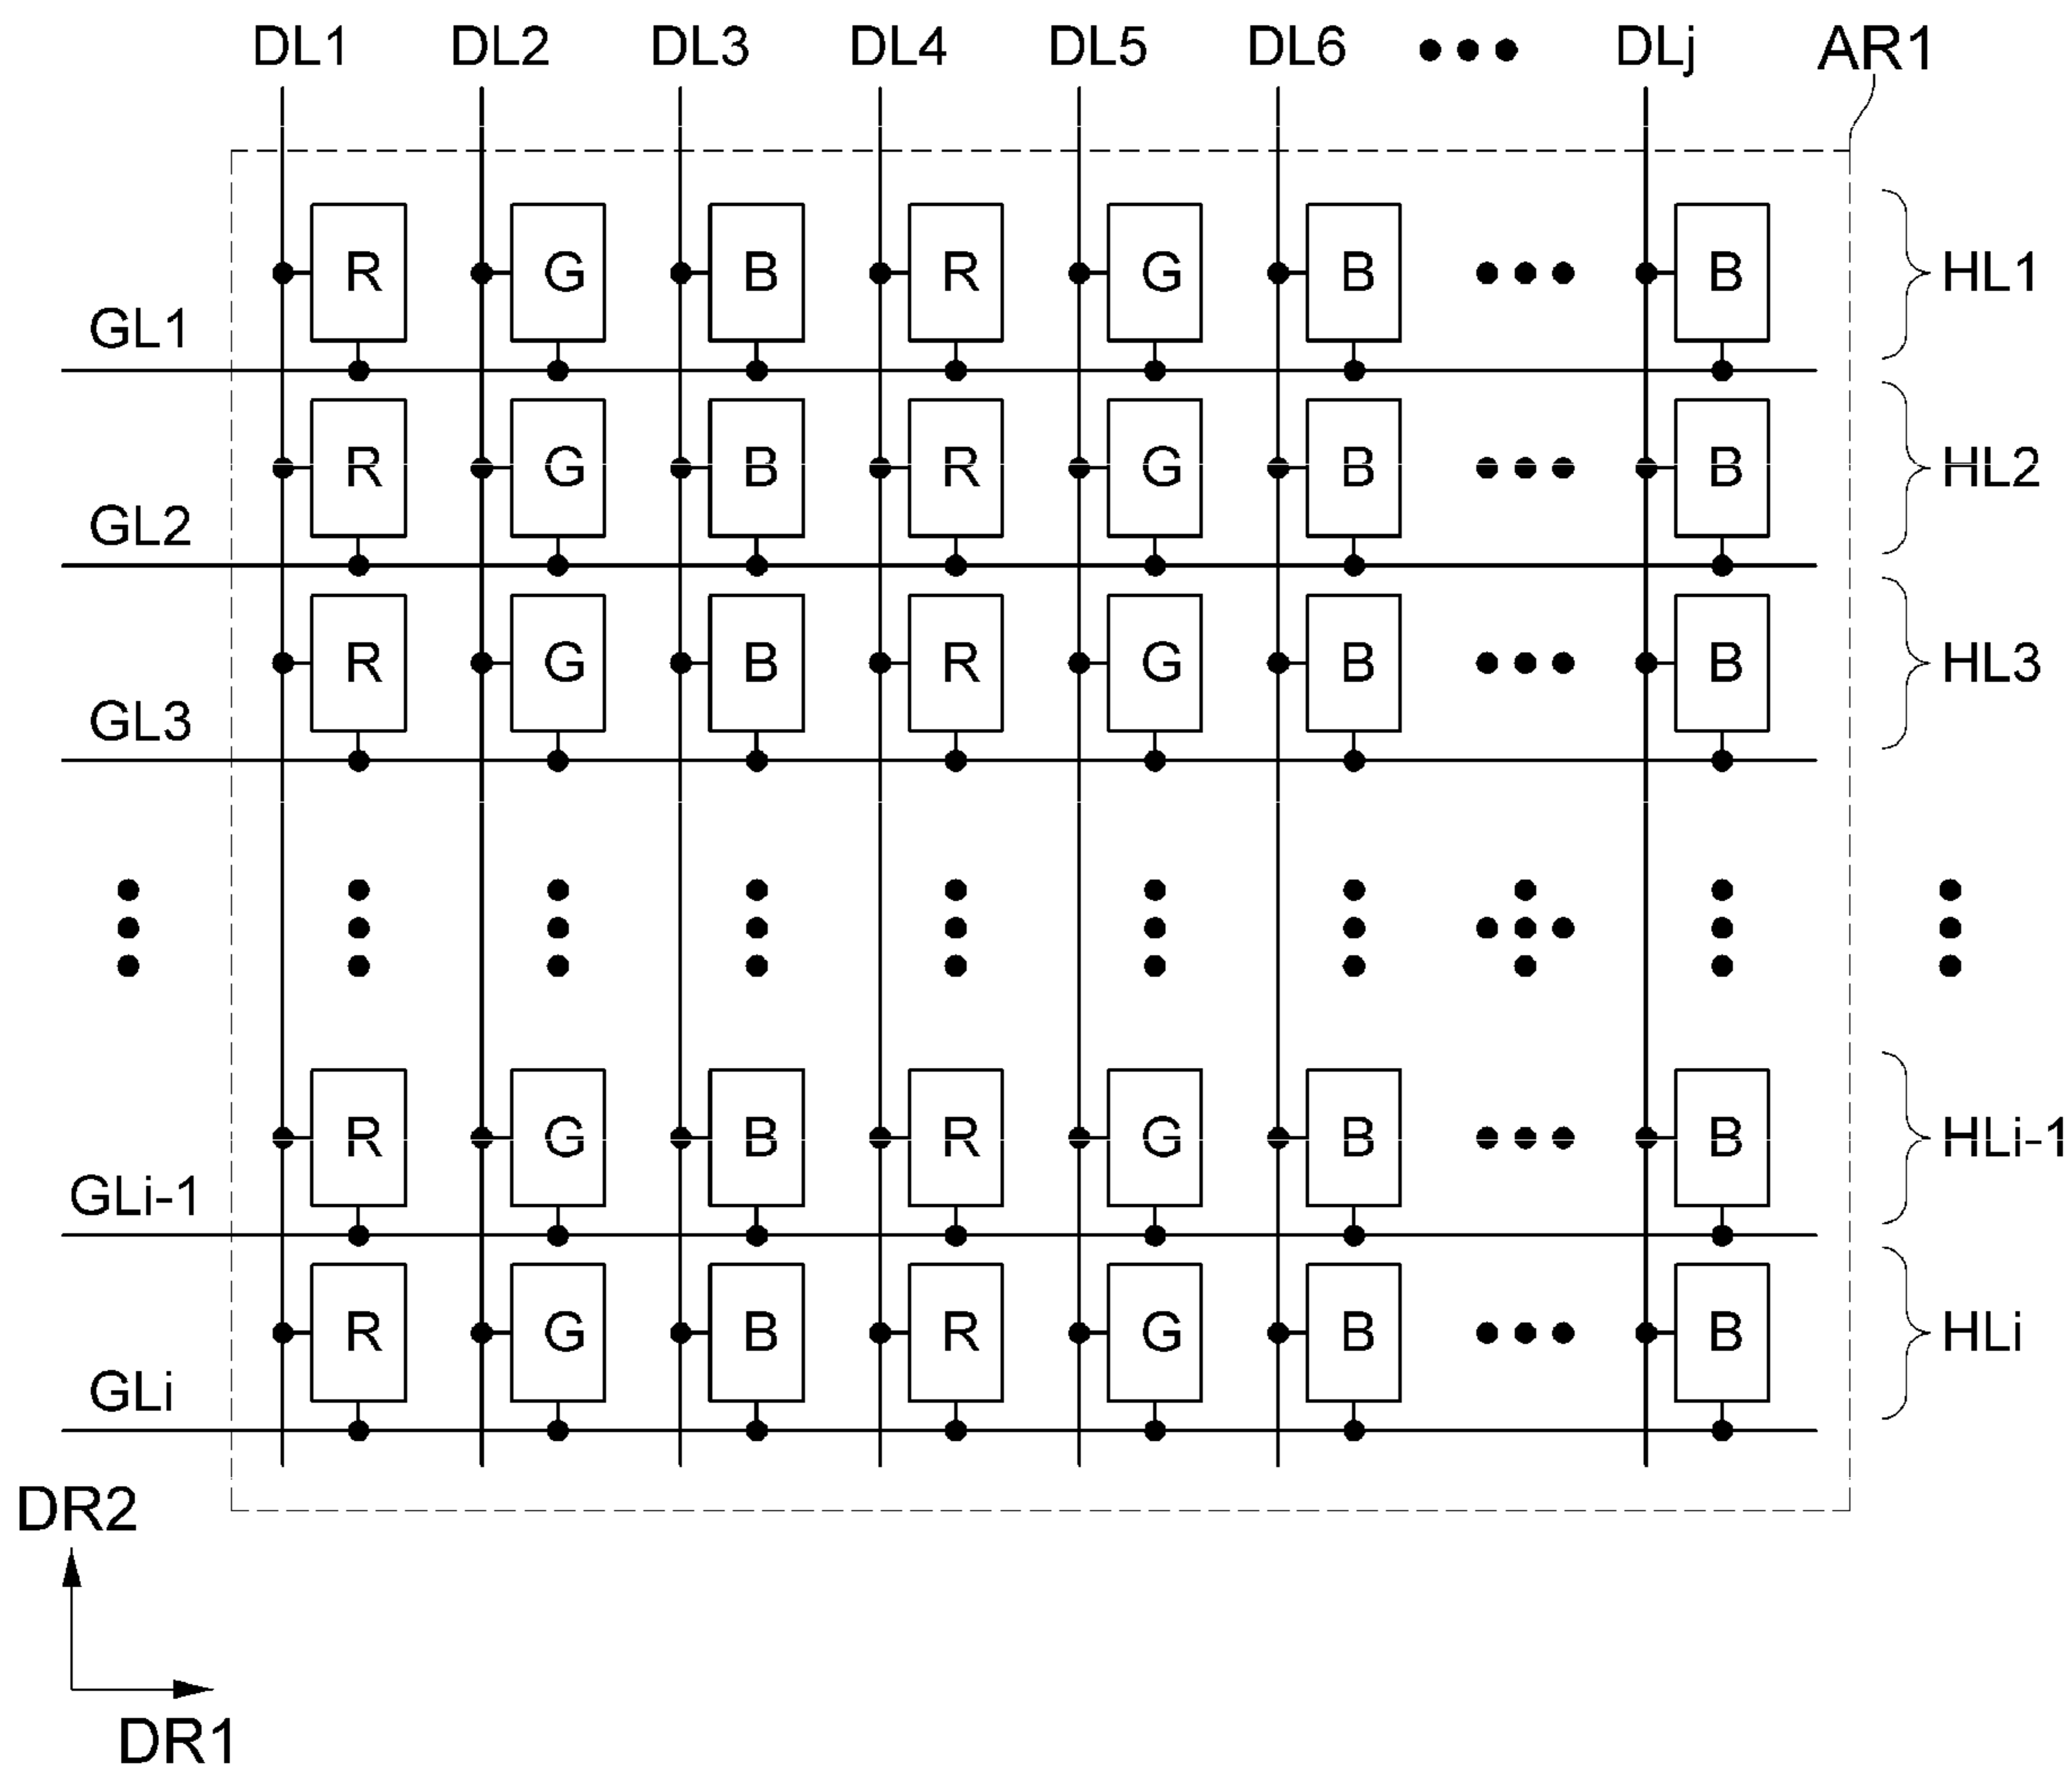 DL1 DL2 DL3 DL4 DL5 DL6 ••• DLj AR1
R G B R G B ••• B HL1
GL1
R G B R G B ••• B HL2
GL2
R G B R G B ••• B HL3
GL3
R G B R G B ••• B HLi-1
GLi-1
R G B R G B ••• B HLi
GLi
DR2
DR1